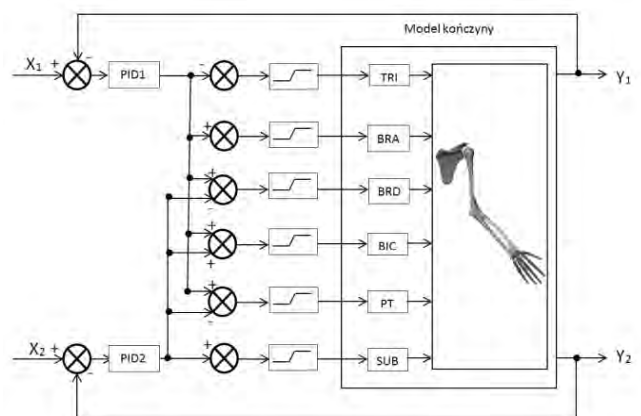 Model kończyny
X1 + - PID1 - TRI Y1
+ BRA
+ - BRD
+ + BIC
+ - PT
X2 + - PID2 + SUB Y2